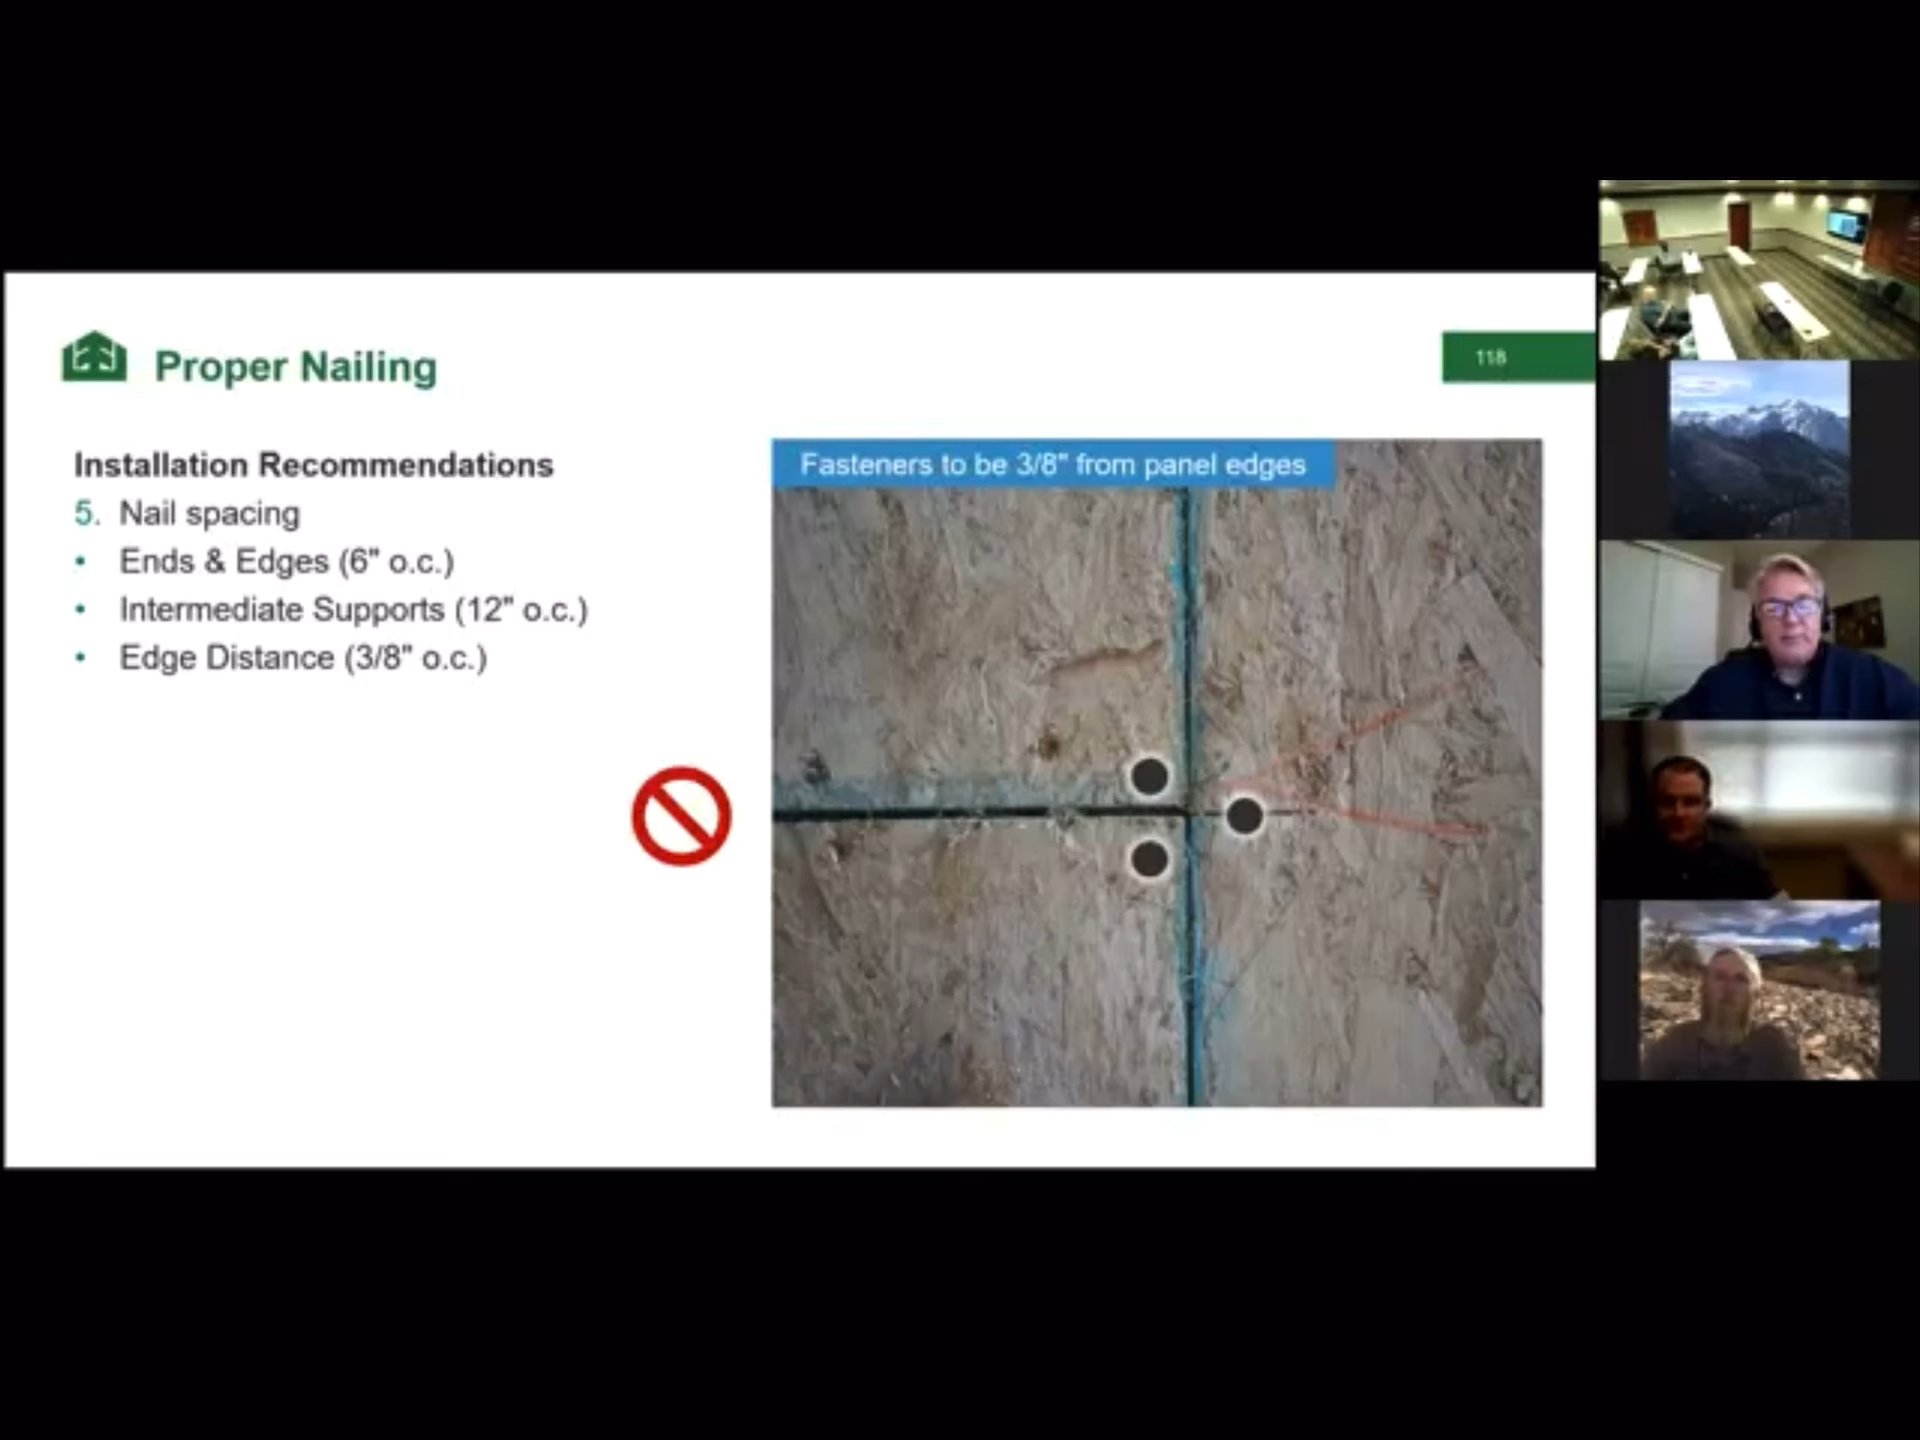 Proper Nailing
118
Installation Recommendations
5. Nail spacing
• Ends & Edges (6" o.c.)
• Intermediate Supports (12" o.c.)
• Edge Distance (3/8" o.c.)
Fasteners to be 3/8" from panel edges